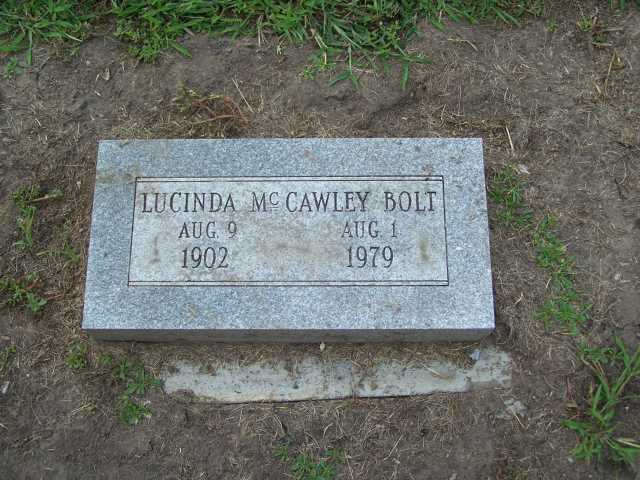 LUCINDA McCAWLEY BOLT
AUG. 9 AUG. 1
1902 1979